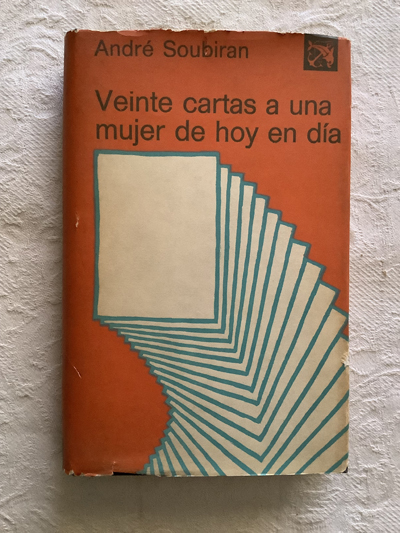 André Soubiran
Veinte cartas a una
mujer de hoy en día